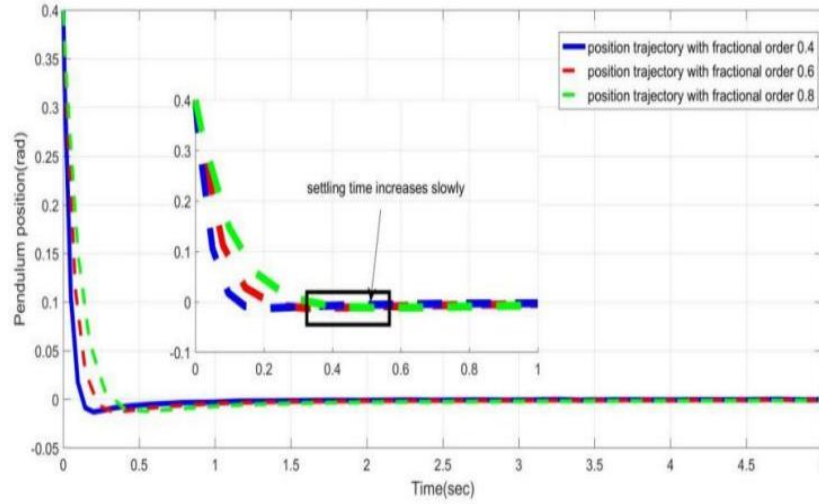 0.4
0.35
0.3
0.25
0.2
0.15
0.1
0.05
0
-0.05
Pendulum position(rad)
position trajectory with fractional order 0.4
position trajectory with fractional order 0.6
position trajectory with fractional order 0.8
0.4
0.3
0.2
0.1
0
-0.1
settling time increases slowly
0 0.2 0.4 0.6 0.8 1
0 0.5 1 1.5 2 2.5 3 3.5 4 4.5 5
Time(sec)